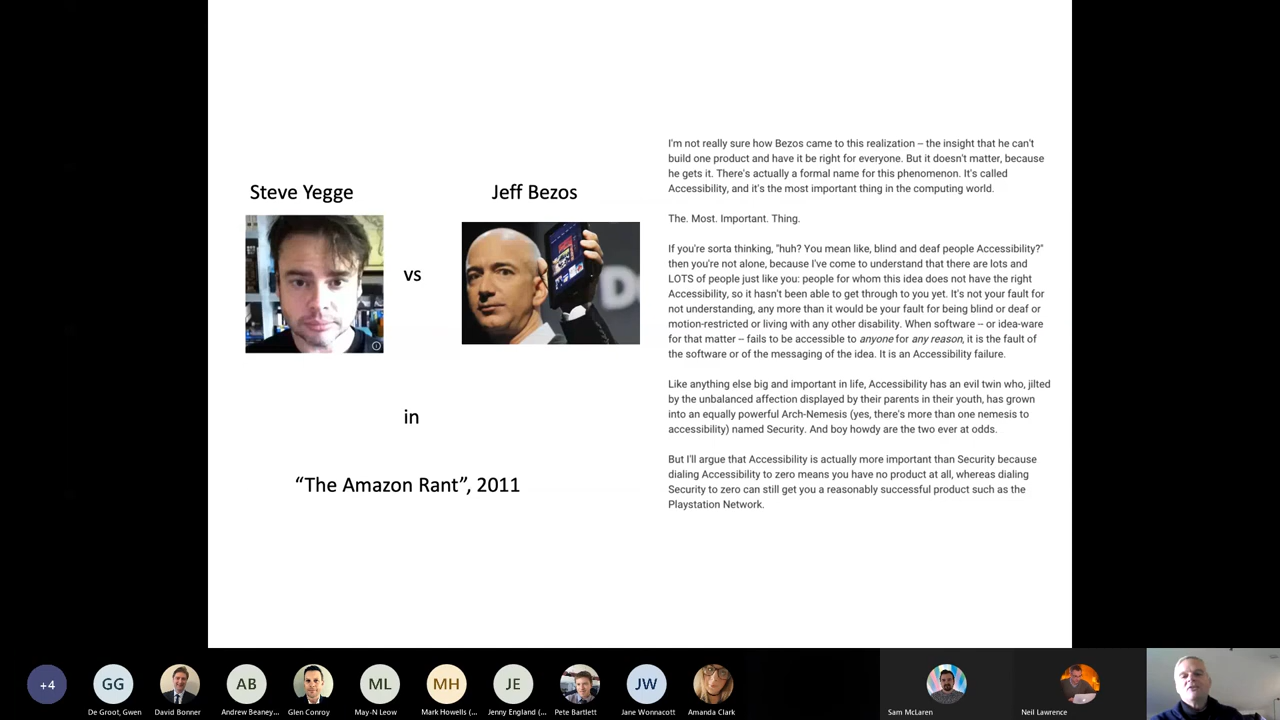 Steve Yegge
Jeff Bezos
vs
in
“The Amazon Rant”, 2011
I'm not really sure how Bezos came to this realization -- the insight that he can't
build one product and have it be right for everyone. But it doesn't matter, because
he gets it. There's actually a formal name for this phenomenon. It's called
Accessibility, and it's the most important thing in the computing world.
The. Most. Important. Thing.
If you're sorta thinking, "huh? You mean like, blind and deaf people Accessibility?"
then you're not alone, because I've come to understand that there are lots and
LOTS of people just like you: people for whom this idea does not have the right
Accessibility, so it hasn't been able to get through to you yet. It's not your fault for
not understanding, any more than it would be your fault for being blind or deaf or
motion-restricted or living with any other disability. When software -- or idea-ware
for that matter -- fails to be accessible to anyone for any reason, it is the fault of
the software or of the messaging of the idea. It is an Accessibility failure.
Like anything else big and important in life, Accessibility has an evil twin who, jilted
by the unbalanced affection displayed by their parents in their youth, has grown
into an equally powerful Arch-Nemesis (yes, there's more than one nemesis to
accessibility) named Security. And boy howdy are the two ever at odds.
But I'll argue that Accessibility is actually more important than Security because
dialing Accessibility to zero means you have no product at all, whereas dialing
Security to zero can still get you a reasonably successful product such as the
Playstation Network.
+4
GG
AB
ML
MH
JE
JW
De Groot, Gwen
David Bonner
Andrew Beaney...
Glen Conroy
May-N Leow
Mark Howells (...
Jenny England (...
Pete Bartlett
Jane Wonnacott
Amanda Clark
Sam McLaren
Neil Lawrence